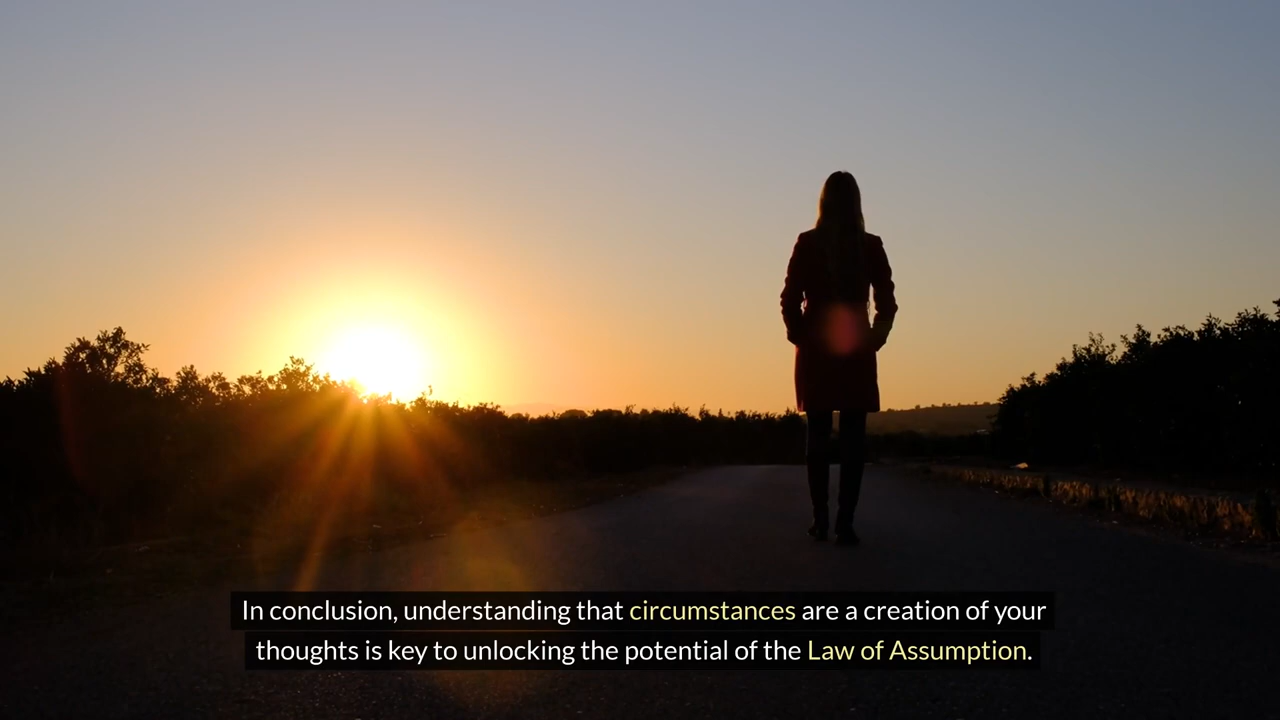 In conclusion, understanding that circumstances are a creation of your
thoughts is key to unlocking the potential of the Law of Assumption.